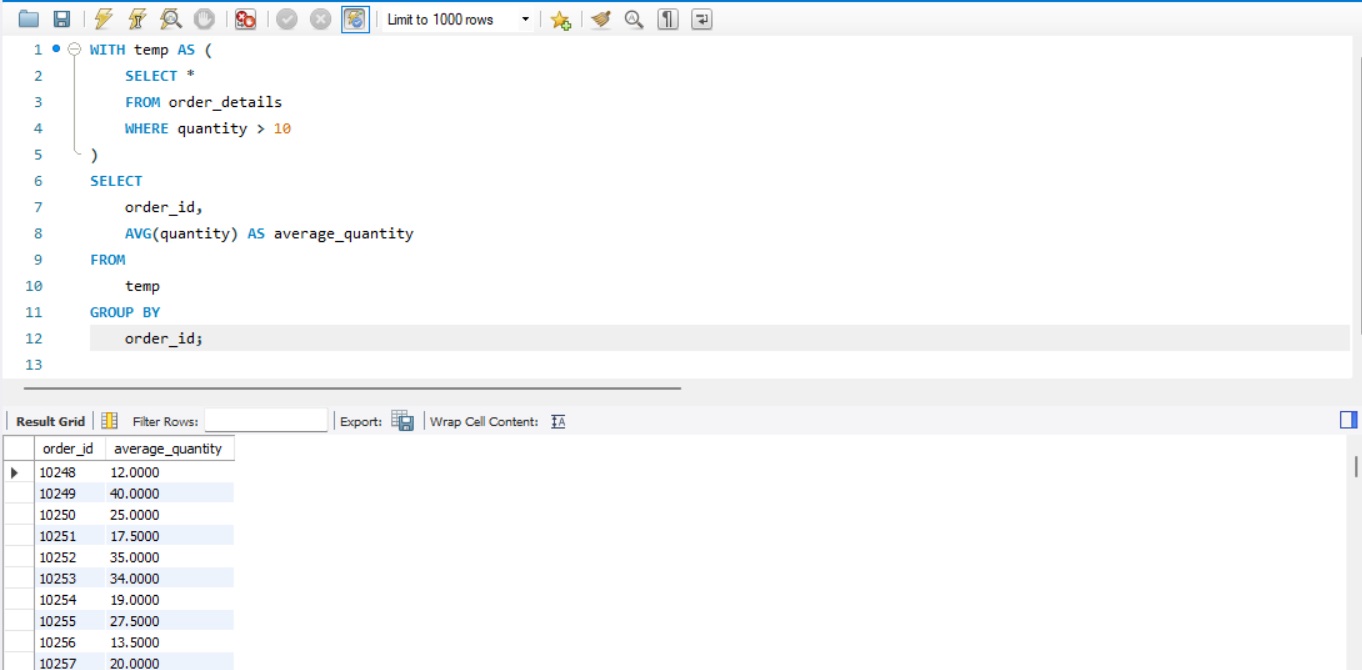 Limit to 1000 rows
1 WITH temp AS (
2 SELECT *
3 FROM order_details
4 WHERE quantity > 10
5 )
6 SELECT
7 order_id,
8 AVG(quantity) AS average_quantity
9 FROM
10 temp
11 GROUP BY
12 order_id;
13
Result Grid Filter Rows: Export: Wrap Cell Content: IA
order_id average_quantity
10248 12.0000
10249 40.0000
10250 25.0000
10251 17.5000
10252 35.0000
10253 34.0000
10254 19.0000
10255 27.5000
10256 13.5000
10257 20.0000